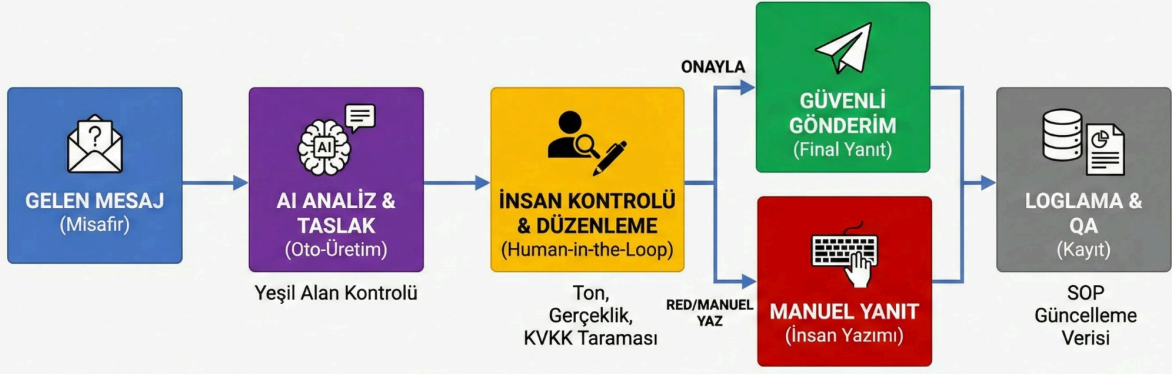 GELEN MESAJ
(Misafir)
AI
AI ANALİZ &
TASLAK
(Oto-Üretim)
Yeşil Alan Kontrolü
İNSAN KONTROLÜ
& DÜZENLEME
(Human-in-the-Loop)
Ton,
Gerçeklik,
KVKK Taraması
ONAYLA
GÜVENLİ
GÖNDERİM
(Final Yanıt)
RED/MANUEL
YAZ
MANUEL YANIT
(İnsan Yazımı)
LOGLAMA &
QA
(Kayıt)
SOP
Güncelleme
Verisi